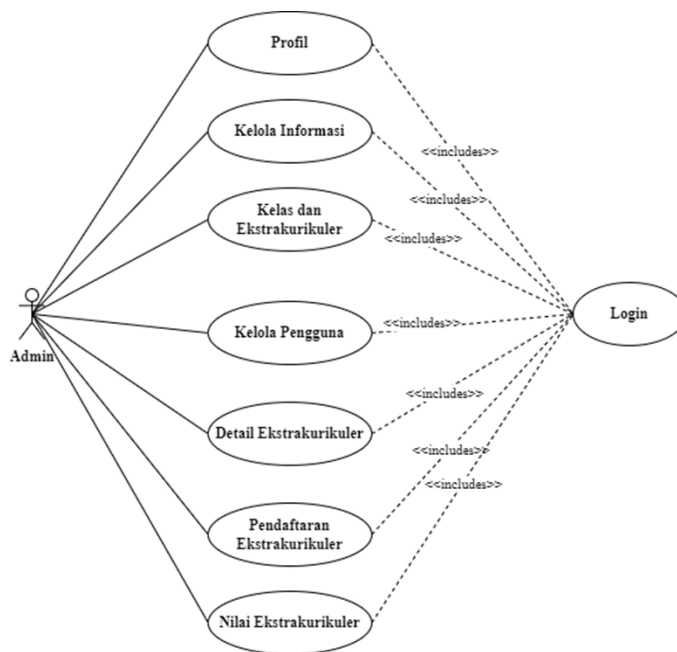 Profil
Kelola Informasi
<<includes>>
<<includes>>
Kelas dan
Ekstrakurikuler
<<includes>>
Admin
Kelola Pengguna
<<includes>>
Login
Detail Ekstrakurikuler
<<includes>>
<<includes>>
<<includes>>
Pendaftaran
Ekstrakurikuler
Nilai Ekstrakurikuler